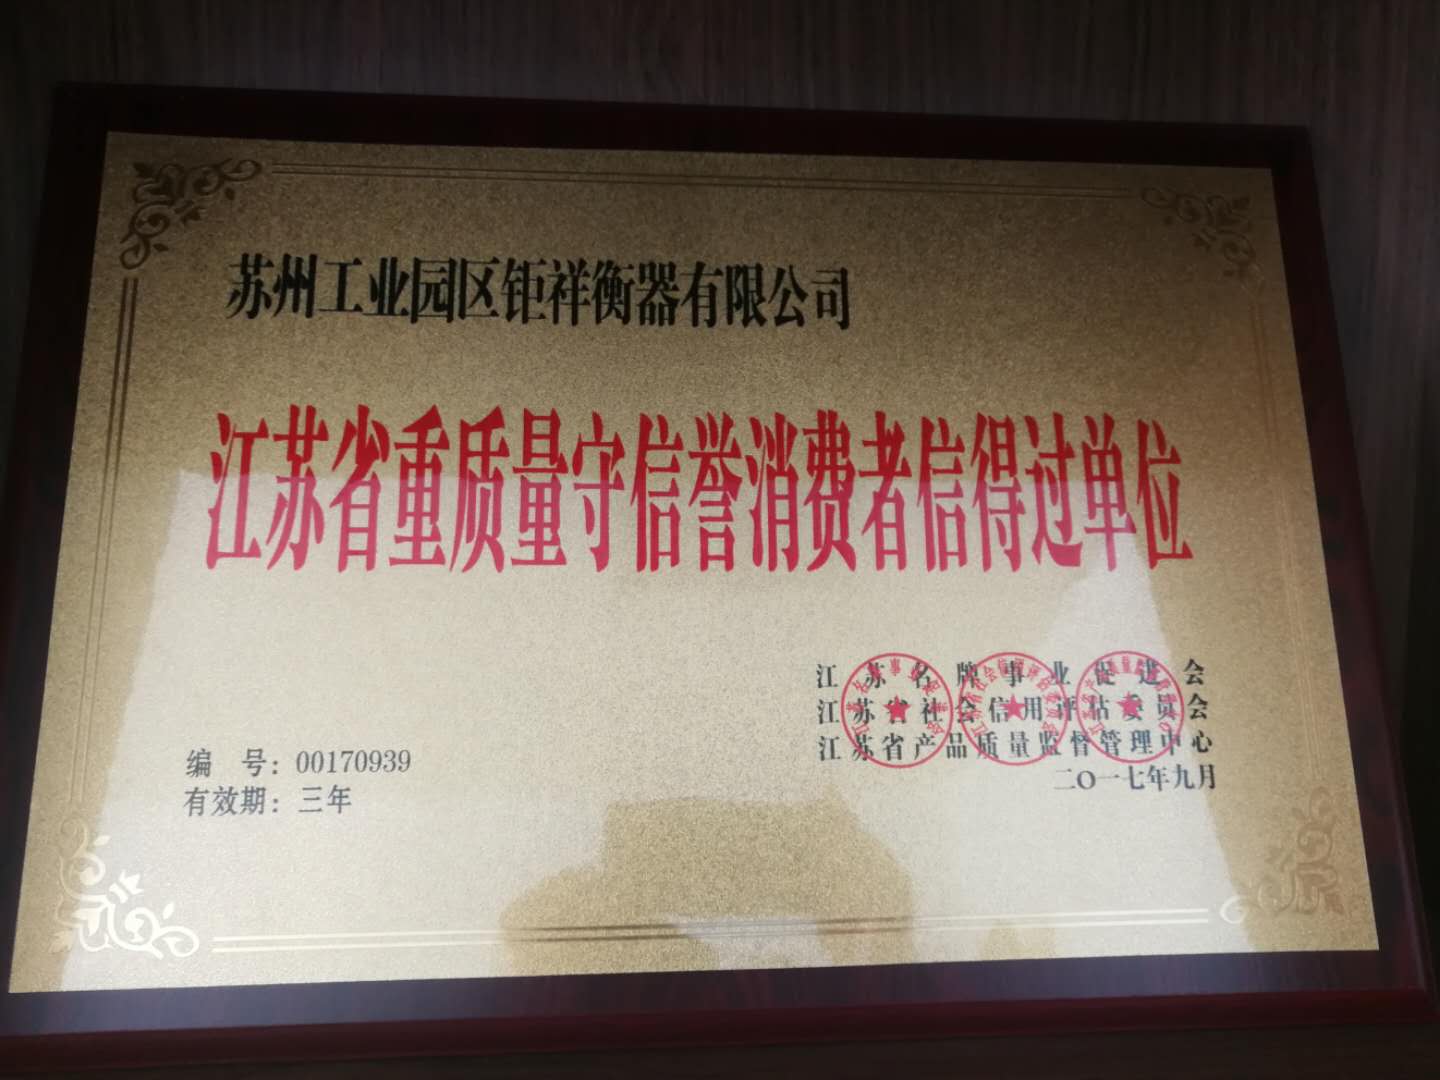 苏州工业园区钜祥衡器有限公司
江苏省重质量守信誉消费者信得过单位
江苏名牌事业促进会
江苏省社会信用评估委员会
江苏省产品质量监督管理中心
二〇一七年九月
编 号：00170939
有效期：三年